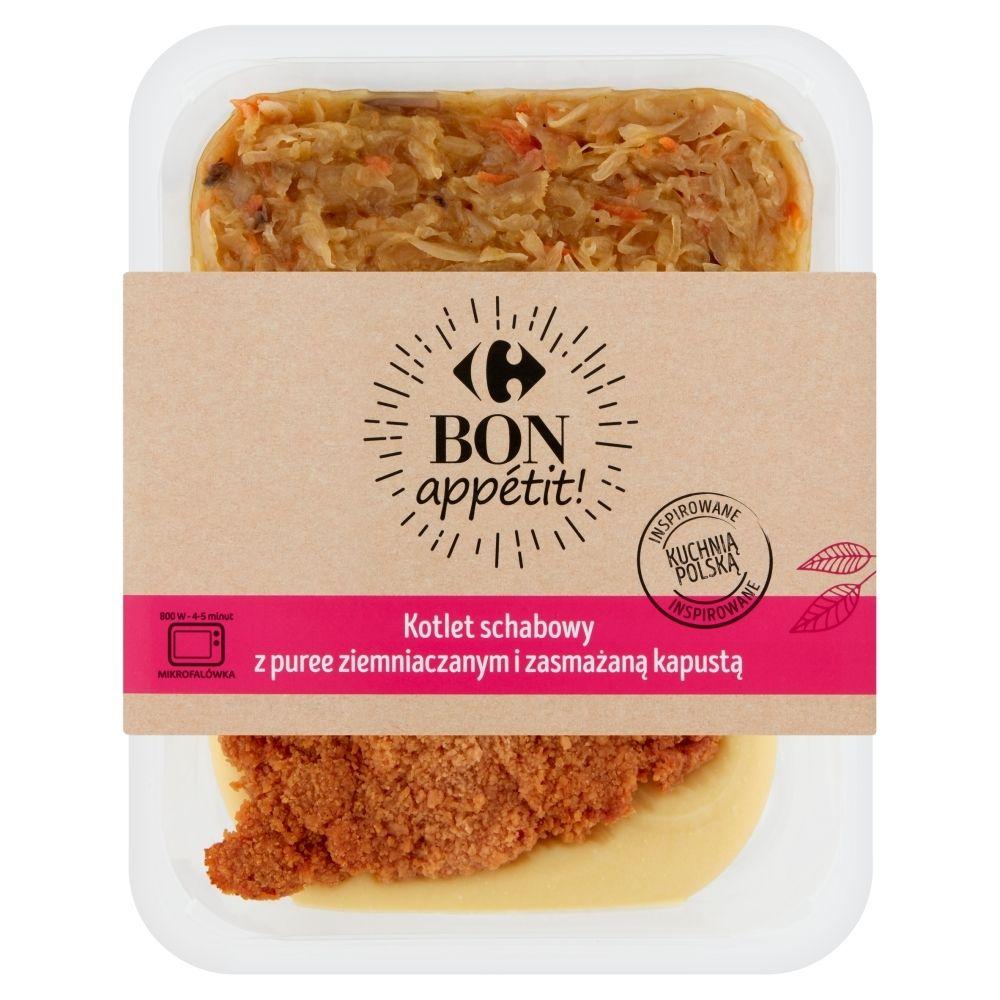 BON
appétit!
INSPIROWANE
KUCHNIĄ
POLSKĄ
INSPIROWANE
800 W - 4-5 minut
MIKROFALÓWKA
Kotlet schabowy
z puree ziemniaczanym i zasmażaną kapustą